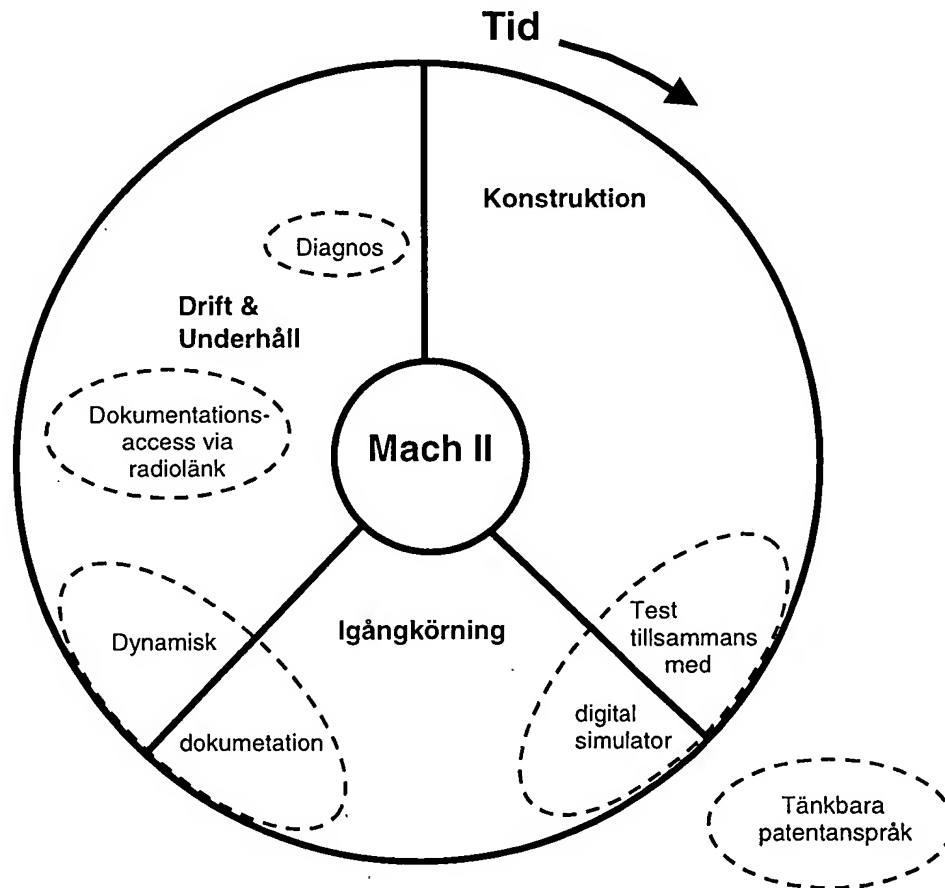 Tid
Konstruktion
Diagnos
Drift &
Underhåll
Dokumentations-
access via
radiolänk
Mach II
Igångkörning
Test
tillsammans
med
digital
simulator
Dynamisk
dokumetation
Tänkbara
patentanspråk